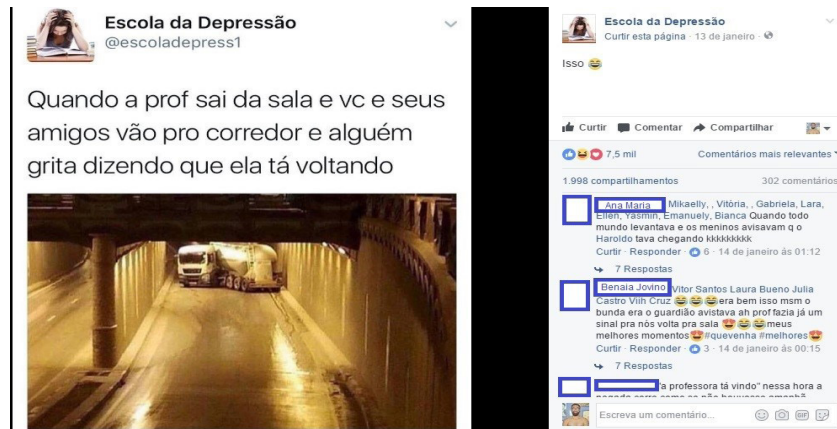 Escola da Depressão
@escoladepress1
Quando a prof sai da sala e vc e seus
amigos vão pro corredor e alguém
grita dizendo que ela tá voltando
Escola da Depressão
Curtir esta página · 13 de janeiro ·
Isso 😂
Curtir Comentar Compartilhar
7,5 mil Comentários mais relevantes
1.998 compartilhamentos 302 comentários
Ana Maria Mikaelly, , Vitória, , Gabriela, Lara,
Ellen, Yasmin, Emanuely, Bianca Quando todo
mundo levantava e os meninos avisavam q o
Haroldo tava chegando kkkkkkkkk
Curtir · Responder · 6 · 14 de janeiro às 01:12
7 Respostas
Benaia Jovino Vitor Santos Laura Bueno Julia
Castro Viih Cruz 😂😂😂era bem isso msm o
bunda era o guardião avistava ah prof fazia já um
sinal pra nós volta pra sala 😍😂😂meus
melhores momentos😍#quevenha #melhores😍
Curtir · Responder · 3 · 14 de janeiro às 00:15
7 Respostas
"a professora tá vindo" nessa hora a
Escreva um comentário...
GIF